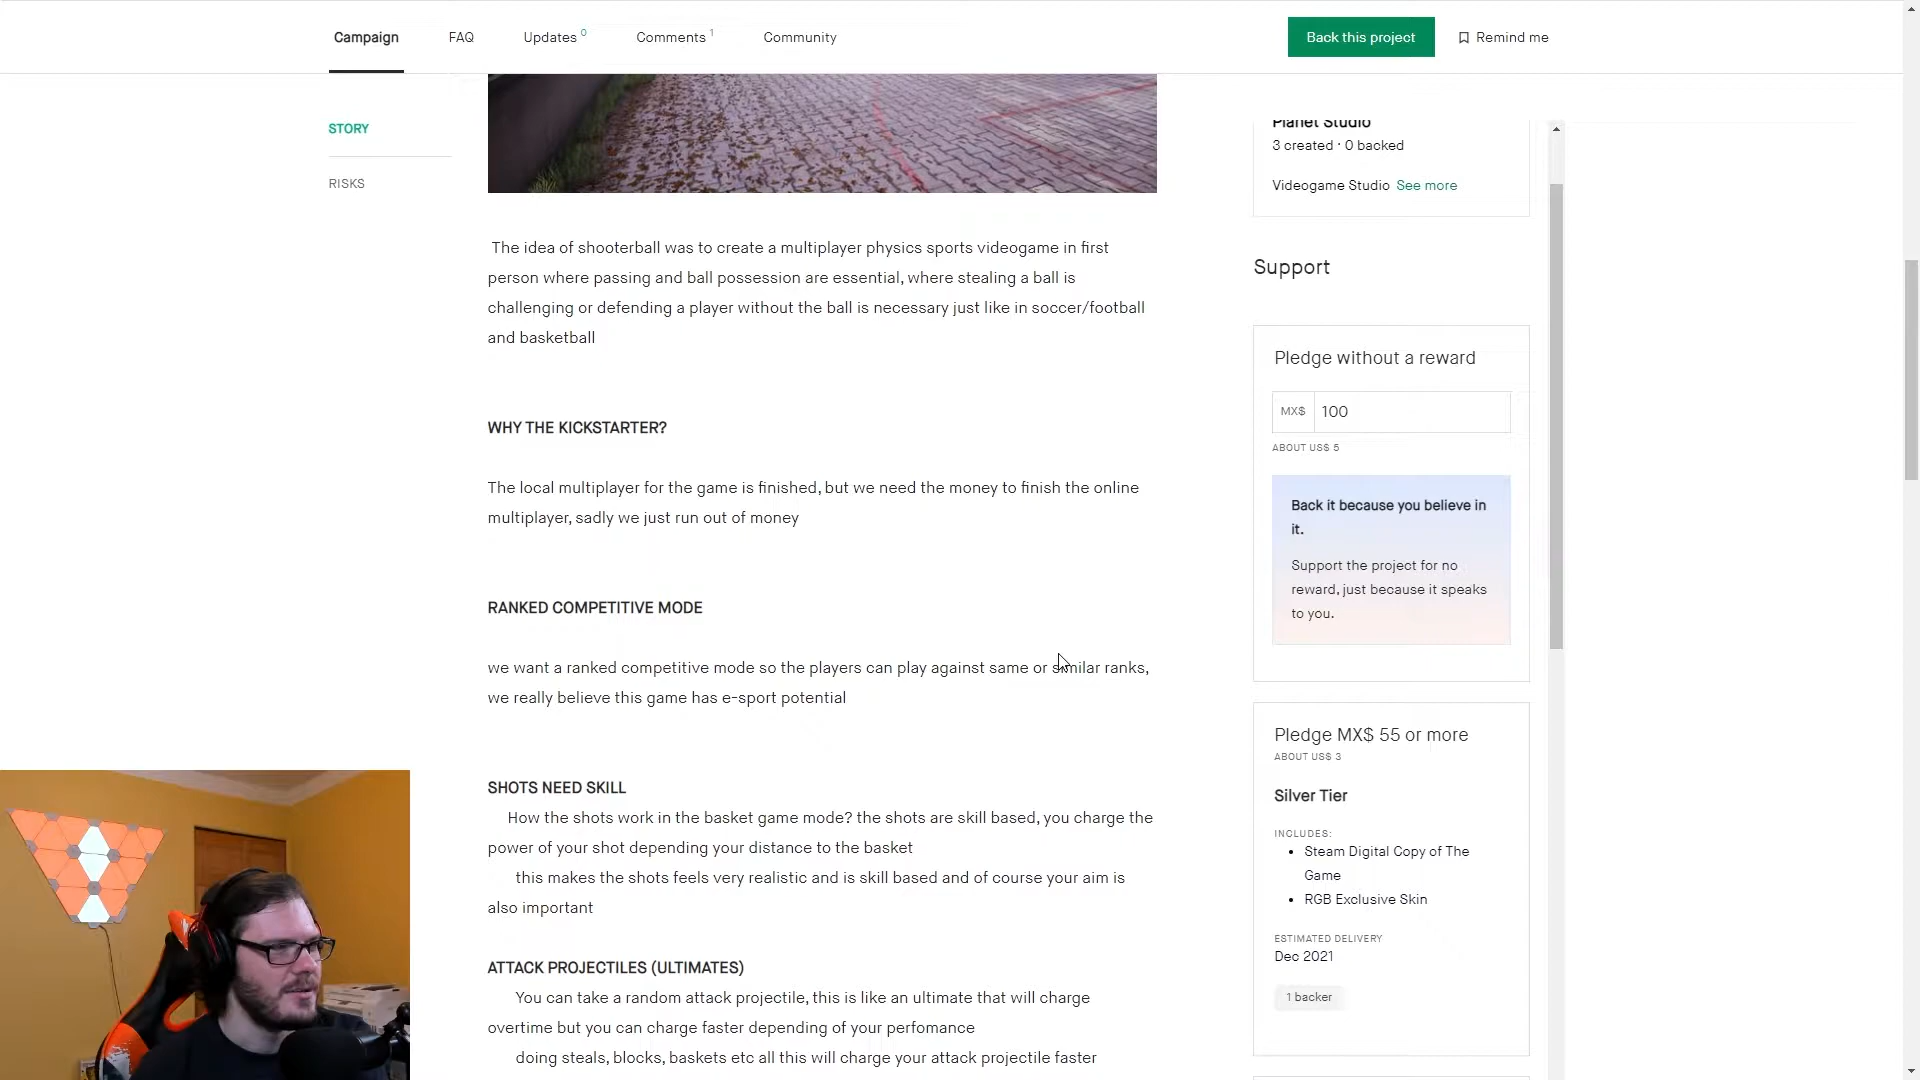 Campaign
FAQ
Updates 0
Comments 1
Community
Back this project
Remind me
STORY
RISKS
The idea of shooterball was to create a multiplayer physics sports videogame in first
person where passing and ball possession are essential, where stealing a ball is
challenging or defending a player without the ball is necessary just like in soccer/football
and basketball
WHY THE KICKSTARTER?
The local multiplayer for the game is finished, but we need the money to finish the online
multiplayer, sadly we just run out of money
RANKED COMPETITIVE MODE
we want a ranked competitive mode so the players can play against same or similar ranks,
we really believe this game has e-sport potential
SHOTS NEED SKILL
How the shots work in the basket game mode? the shots are skill based, you charge the
power of your shot depending your distance to the basket
this makes the shots feels very realistic and is skill based and of course your aim is
also important
ATTACK PROJECTILES (ULTIMATES)
You can take a random attack projectile, this is like an ultimate that will charge
overtime but you can charge faster depending of your perfomance
doing steals, blocks, baskets etc all this will charge your attack projectile faster
Planet Studio
3 created · 0 backed
Videogame Studio See more
Support
Pledge without a reward
MX$ 100
ABOUT US$ 5
Back it because you believe in
it.
Support the project for no
reward, just because it speaks
to you.
Pledge MX$ 55 or more
ABOUT US$ 3
Silver Tier
INCLUDES:
• Steam Digital Copy of The
Game
• RGB Exclusive Skin
ESTIMATED DELIVERY
Dec 2021
1 backer